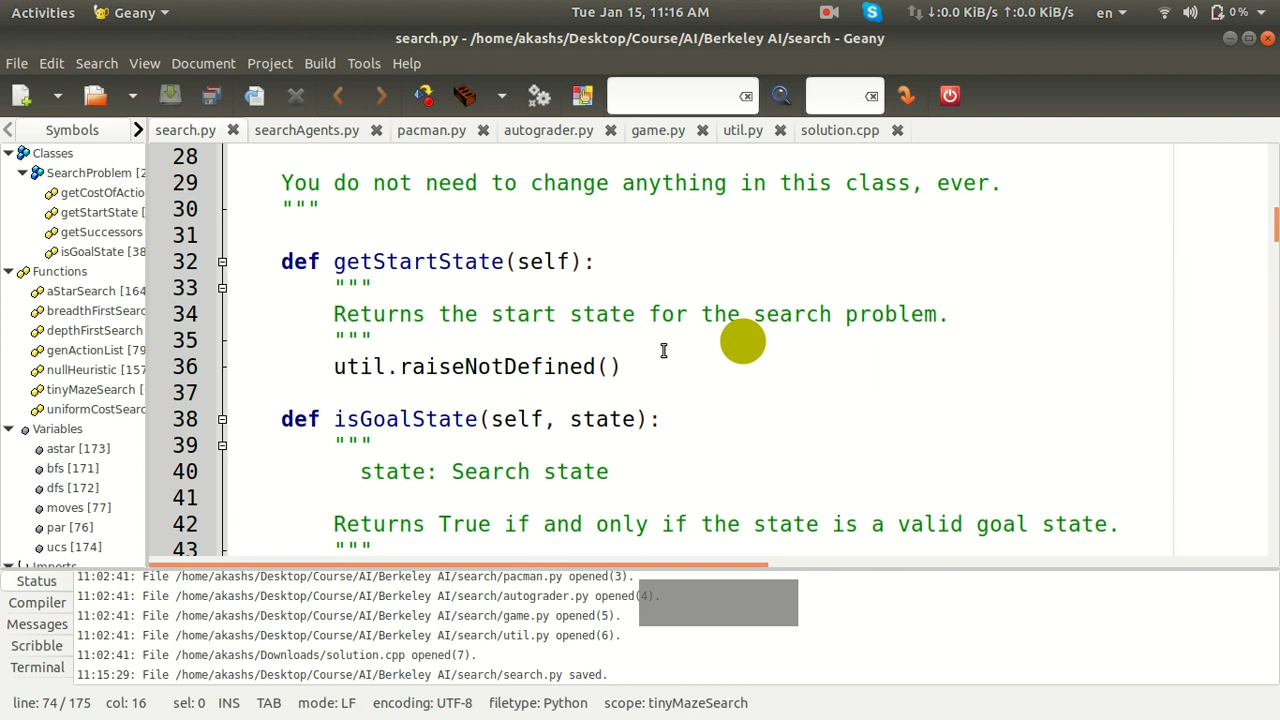 Activities Geany Tue Jan 15, 11:16 AM ↓:0.0 KiB/s ↑:0.0 KiB/s en 0 %
search.py - /home/akashs/Desktop/Course/AI/Berkeley AI/search - Geany
File Edit Search View Document Project Build Tools Help
Symbols search.py searchAgents.py pacman.py autograder.py game.py util.py solution.cpp
Classes
SearchProblem [2
getCostOfActio
getStartState [
getSuccessors
isGoalState [38
Functions
aStarSearch [164
breadthFirstSearc
depthFirstSearch
genActionList [79
nullHeuristic [157
tinyMazeSearch [
uniformCostSearc
Variables
astar [173]
bfs [171]
dfs [172]
moves [77]
par [76]
ucs [174]
Imports
28
29 You do not need to change anything in this class, ever.
30 """
31
32 def getStartState(self):
33 """
34 Returns the start state for the search problem.
35 """
36 util.raiseNotDefined()
37
38 def isGoalState(self, state):
39 """
40 state: Search state
41
42 Returns True if and only if the state is a valid goal state.
43 """
Status
Compiler
Messages
Scribble
Terminal
11:02:41: File /home/akashs/Desktop/Course/AI/Berkeley AI/search/pacman.py opened(3).
11:02:41: File /home/akashs/Desktop/Course/AI/Berkeley AI/search/autograder.py opened(4).
11:02:41: File /home/akashs/Desktop/Course/AI/Berkeley AI/search/game.py opened(5).
11:02:41: File /home/akashs/Desktop/Course/AI/Berkeley AI/search/util.py opened(6).
11:02:41: File /home/akashs/Downloads/solution.cpp opened(7).
11:15:29: File /home/akashs/Desktop/Course/AI/Berkeley AI/search/search.py saved.
line: 74 / 175 col: 16 sel: 0 INS TAB mode: LF encoding: UTF-8 filetype: Python scope: tinyMazeSearch